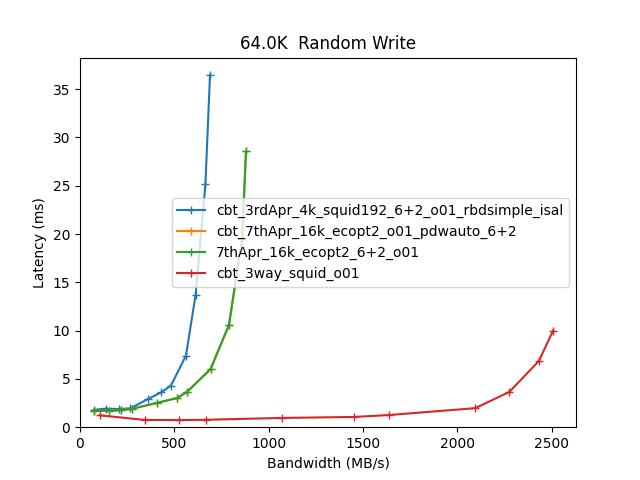 64.0K  Random Write
Latency (ms)
35
30
25
20
15
10
5
0
cbt_3rdApr_4k_squid192_6+2_o01_rbdsimple_isal
cbt_7thApr_16k_ecopt2_o01_pdwauto_6+2
7thApr_16k_ecopt2_6+2_o01
cbt_3way_squid_o01
0 500 1000 1500 2000 2500
Bandwidth (MB/s)